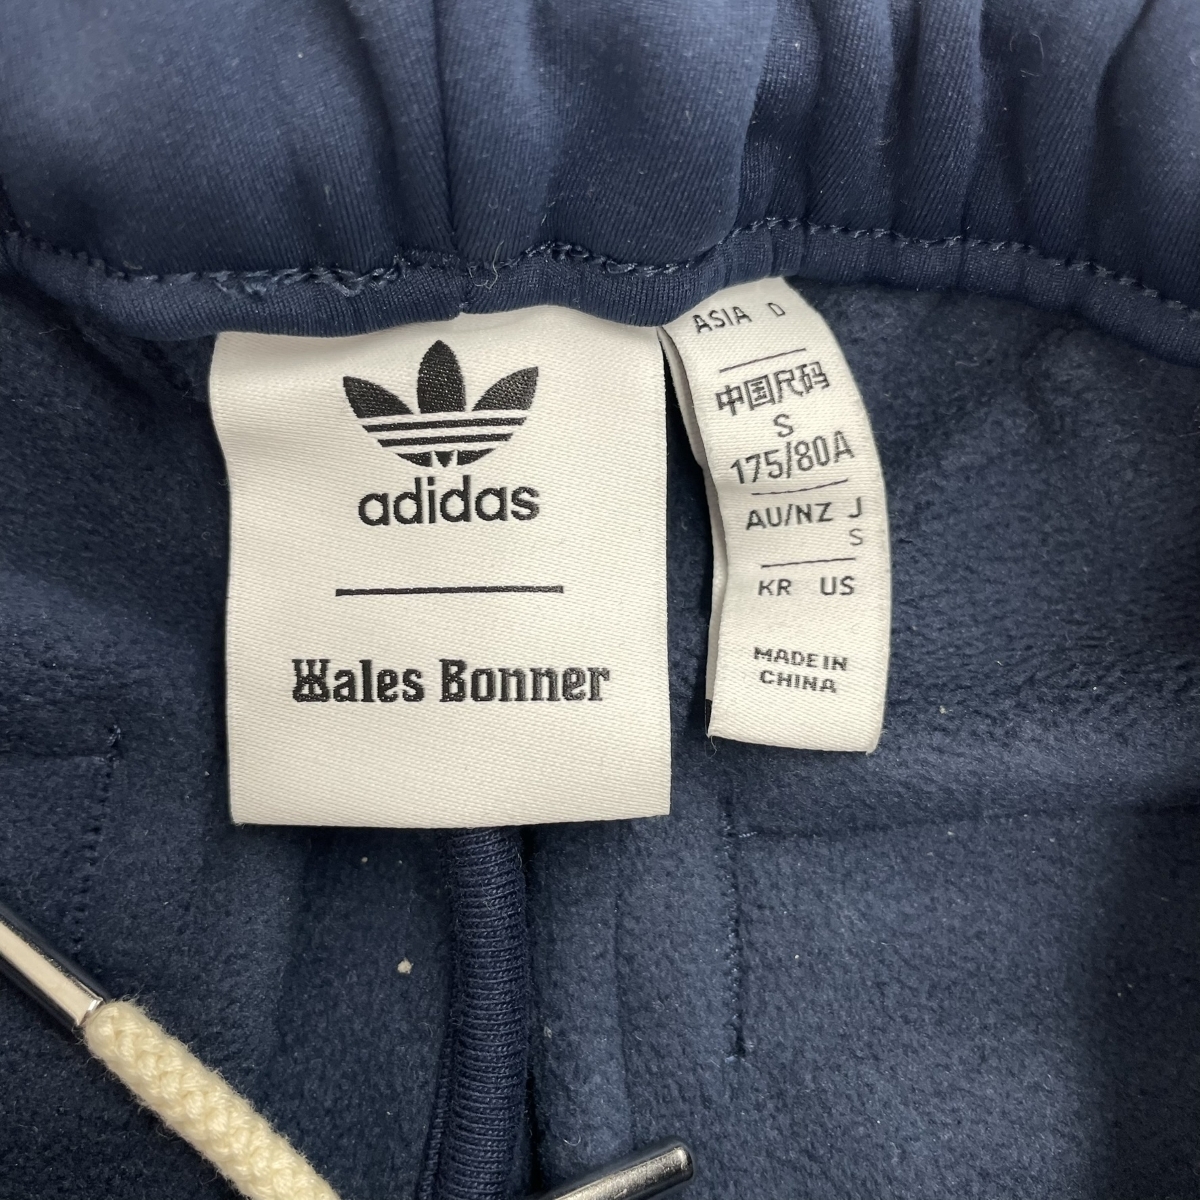 adidas
Wales Bonner
ASIA D
中国尺码
S
175/80A
AU/NZ J
S
KR US
MADE IN
CHINA